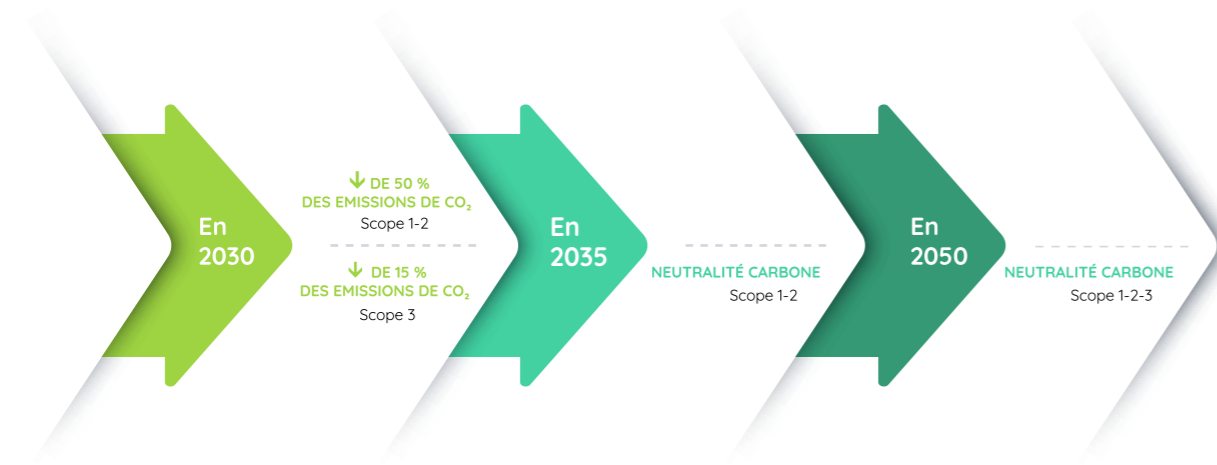 En
2030
↓ DE 50 %
DES EMISSIONS DE CO₂
Scope 1-2
↓ DE 15 %
DES EMISSIONS DE CO₂
Scope 3
En
2035
NEUTRALITÉ CARBONE
Scope 1-2
En
2050
NEUTRALITÉ CARBONE
Scope 1-2-3